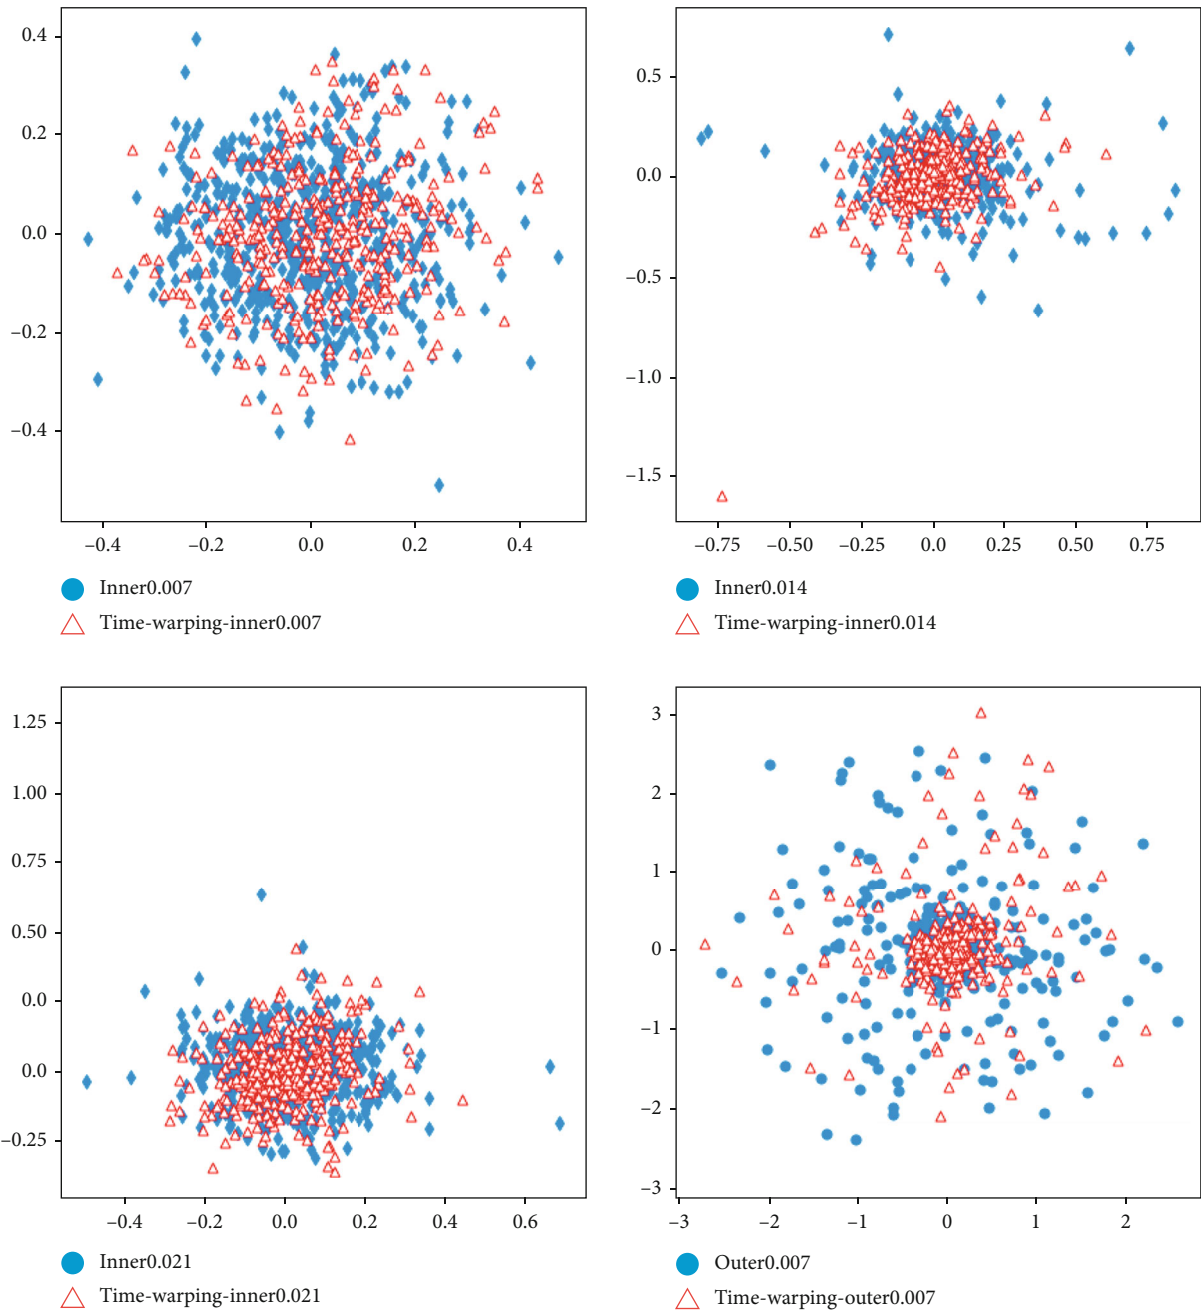 0.4
0.2
0.0
−0.2
−0.4
−0.4 −0.2 0.0 0.2 0.4
Inner0.007
Time-warping-inner0.007
0.5
0.0
−0.5
−1.0
−1.5
−0.75 −0.50 −0.25 0.0 0.25 0.50 0.75
Inner0.014
Time-warping-inner0.014
1.25
1.00
0.75
0.50
0.0
0.0
−0.25
−0.4 −0.2 0.0 0.2 0.4 0.6
Inner0.021
Time-warping-inner0.021
3
2
1
0
−1
−2
−3
−3 −2 −1 0 1 2
Outer0.007
Time-warping-outer0.007